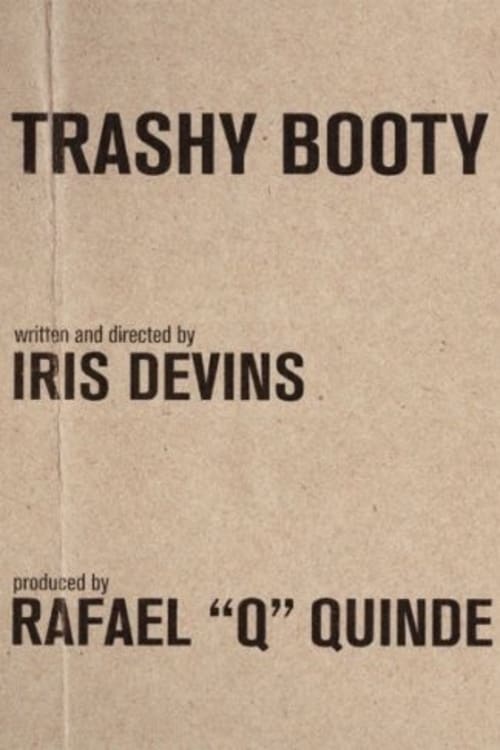 TRASHY BOOTY
written and directed by
IRIS DEVINS
produced by
RAFAEL “Q” QUINDE